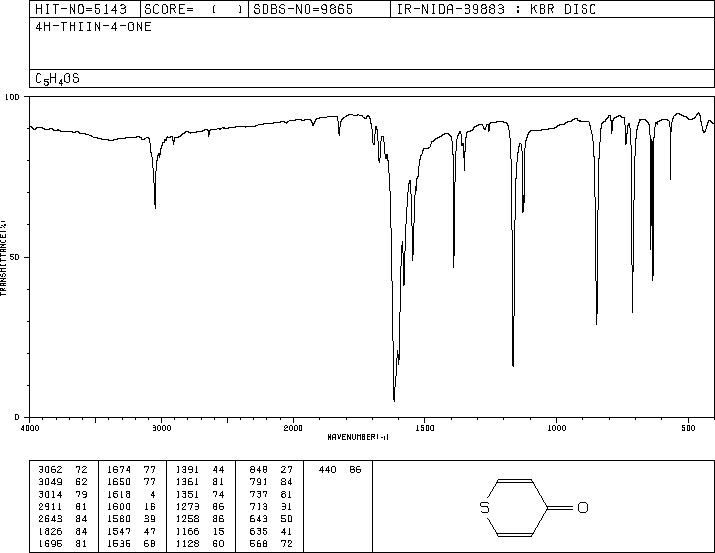 HIT-NO=5143 SCORE= ( ) SDBS-NO=9865 IR-NIDA-39883 : KBR DISC
4H-THIIN-4-ONE
C5H4OS
100
50
0
TRANSMITTANCE(%)
4000 3000 2000 1500 1000 500
WAVENUMBER(-1)
3062 72 1674 77 1391 44 848 27 440 86
3049 62 1650 77 1361 81 791 84
3014 79 1618 4 1351 74 737 81
2911 81 1600 16 1273 86 713 31
2643 84 1580 39 1258 86 643 50
1826 84 1547 47 1166 15 635 41
1695 81 1535 68 1128 60 568 72
S O